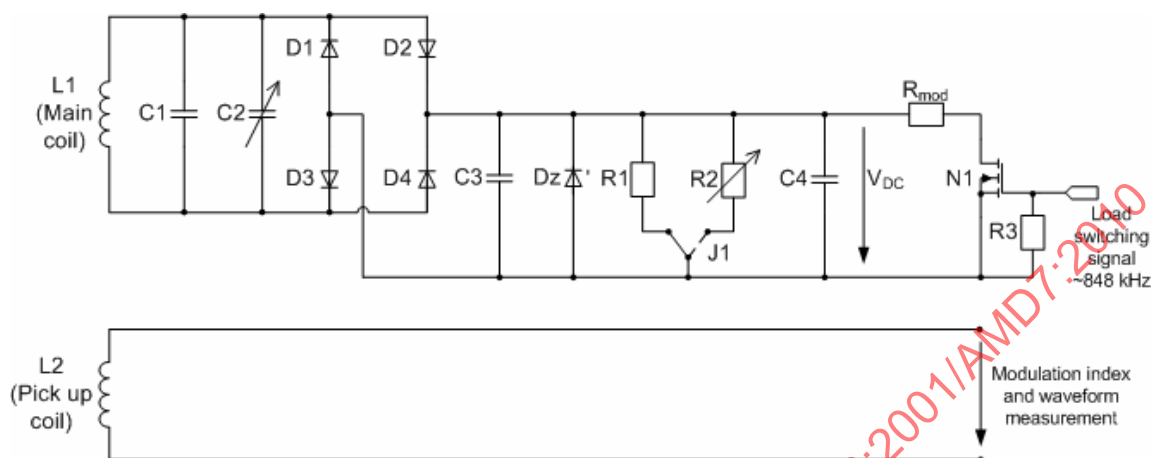 L1
(Main
coil)
C1
C2
D1
D2
D3
D4
C3
Dz
R1
R2
J1
C4
VDC
Rmod
N1
R3
Load
switching
signal
~848 kHz
L2
(Pick up
coil)
Modulation index
and waveform
measurement
:2001/AMD7:2010